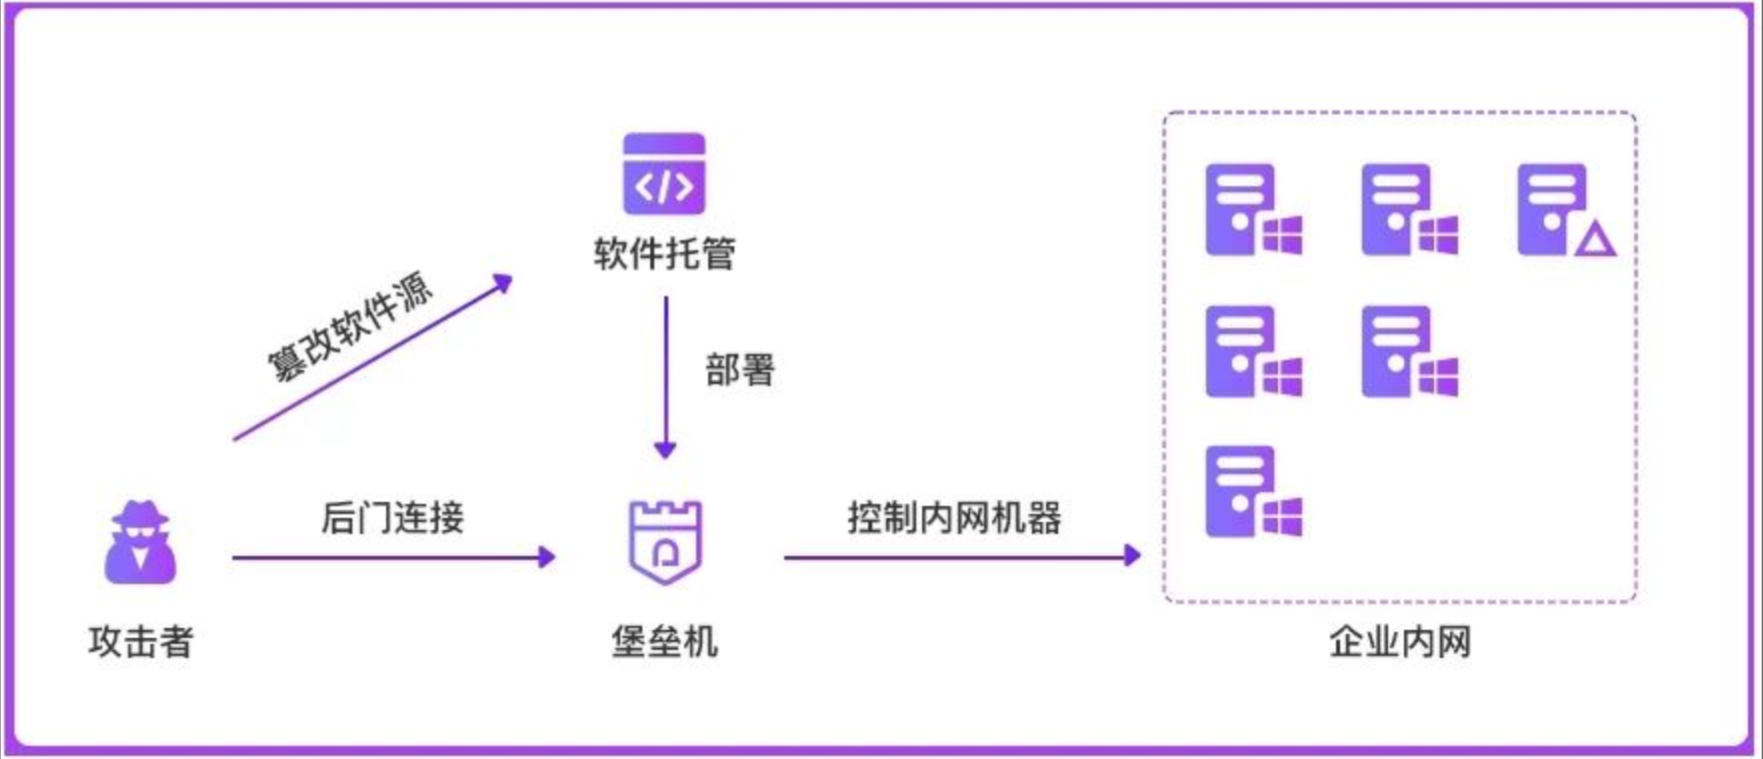 软件托管
篡改软件源
部署
后门连接
控制内网机器
攻击者
堡垒机
企业内网